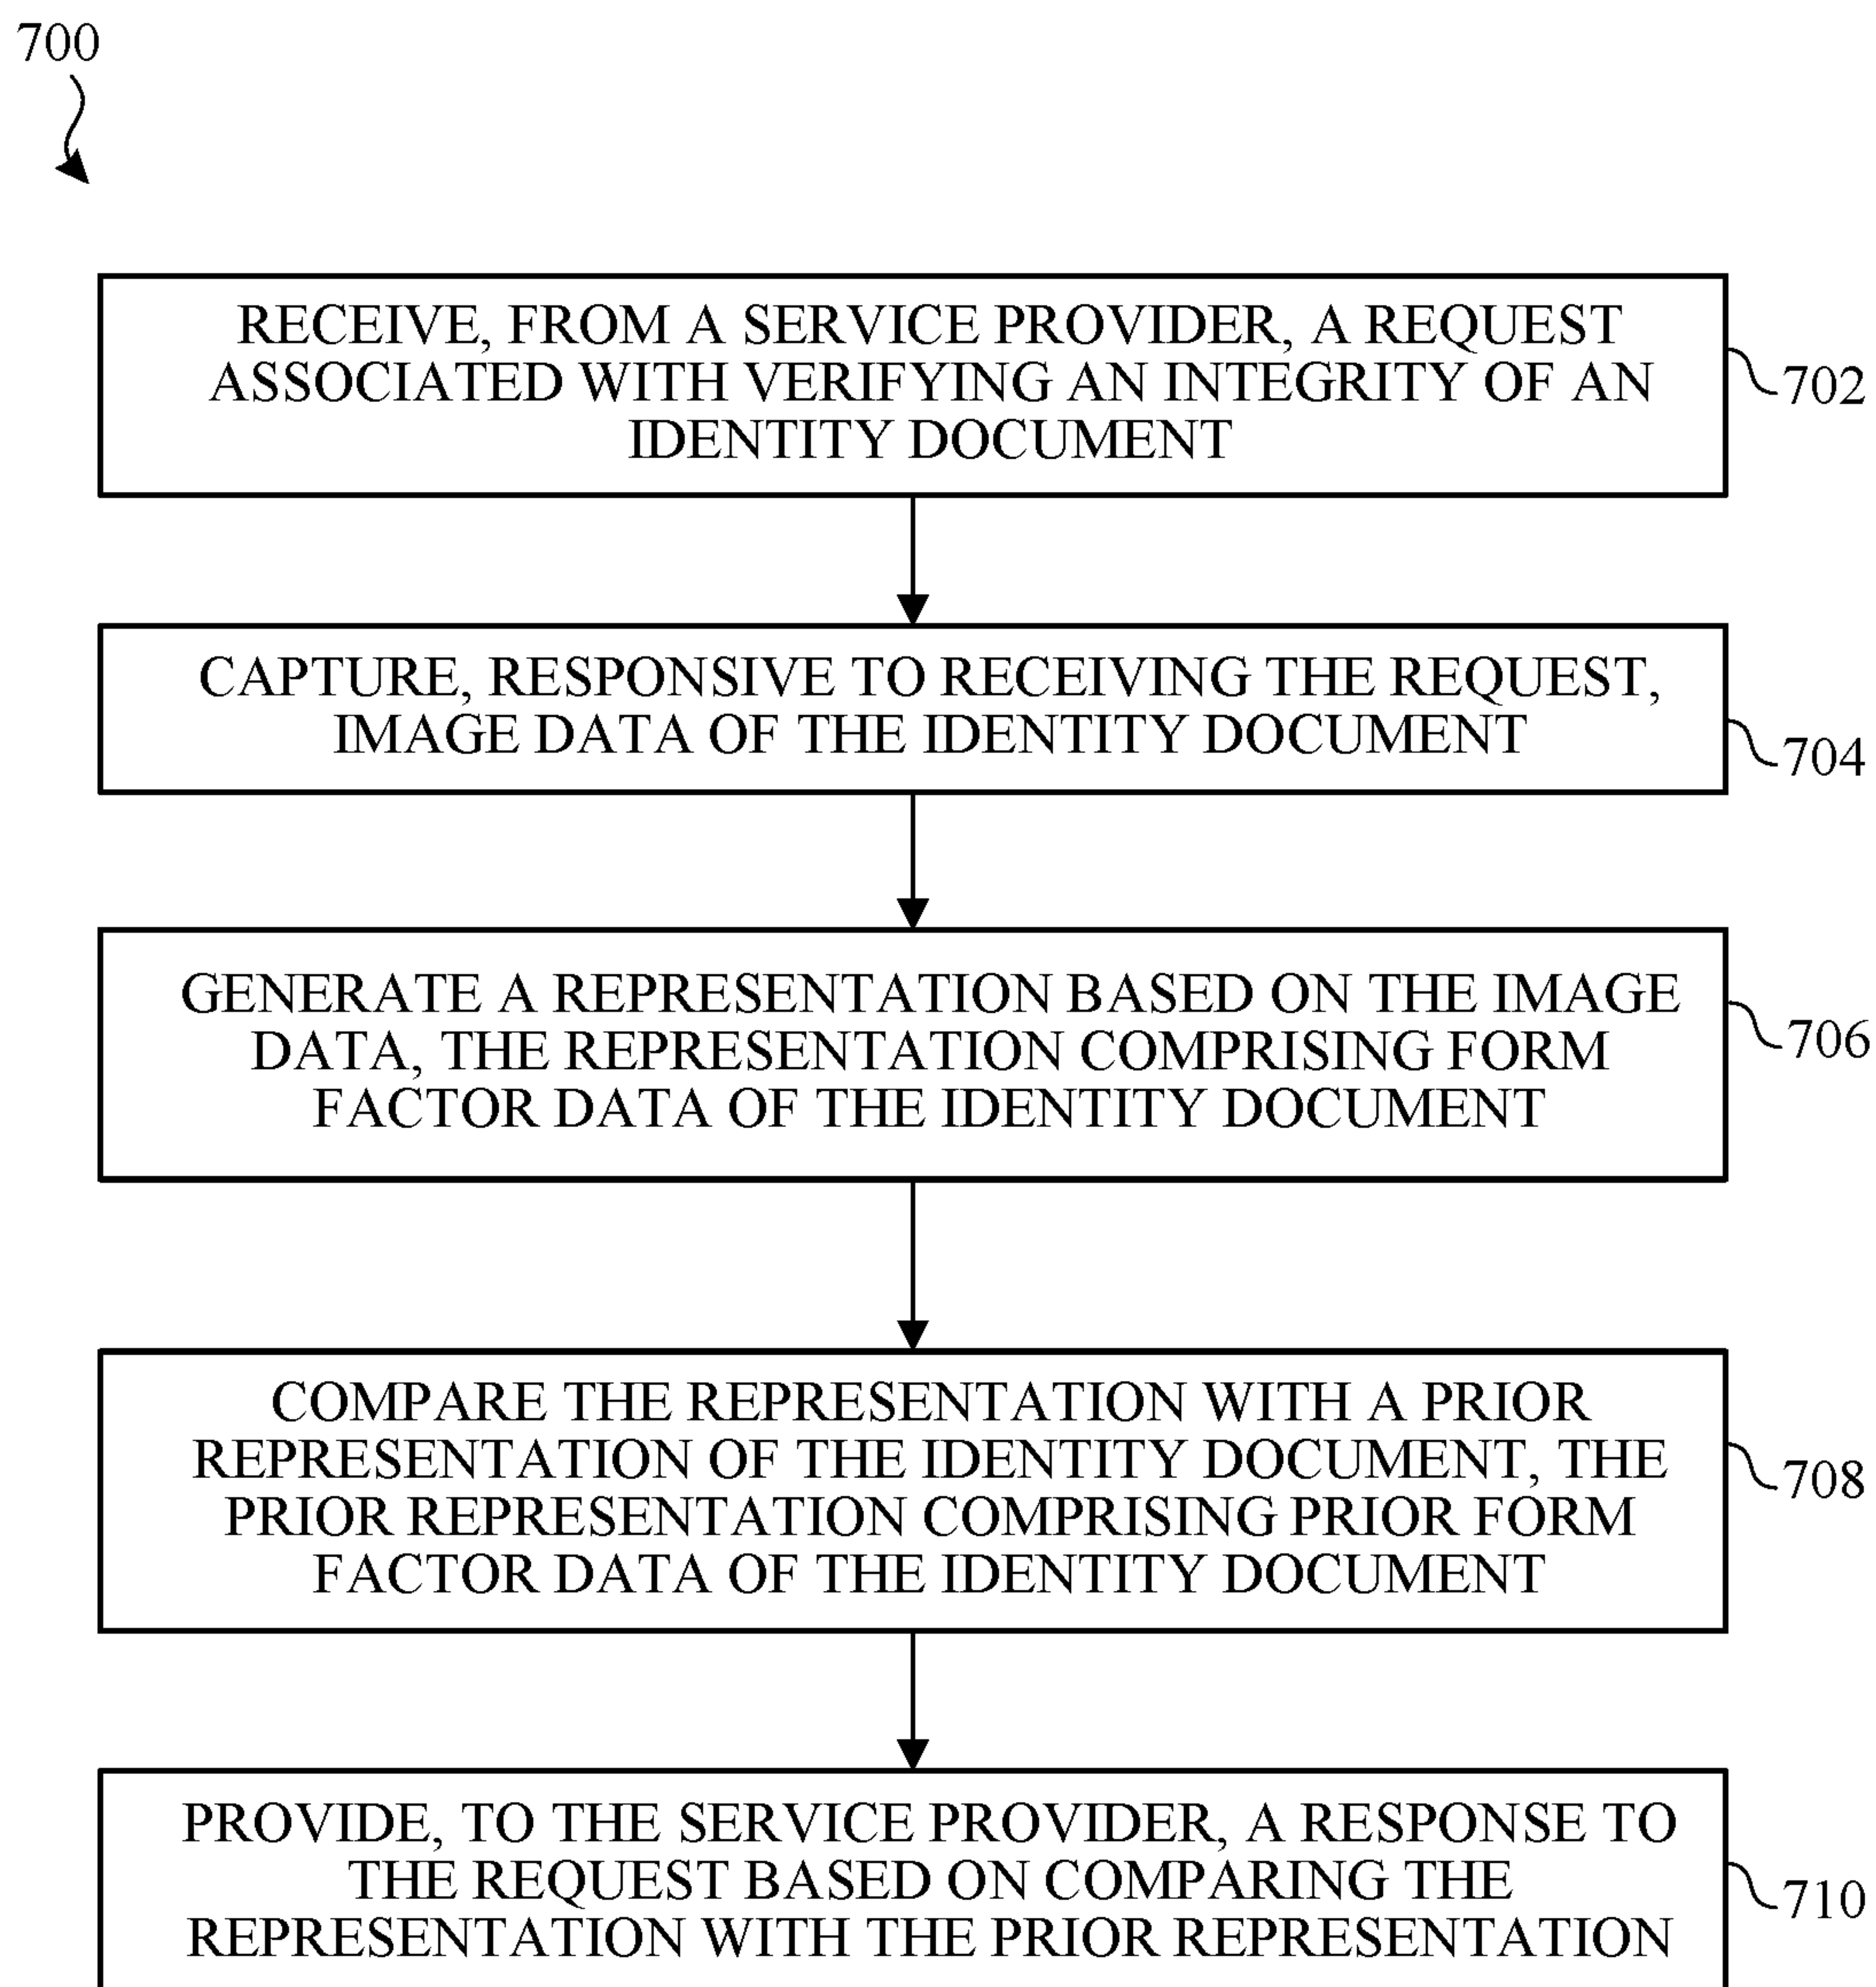 700
RECEIVE, FROM A SERVICE PROVIDER, A REQUEST
ASSOCIATED WITH VERIFYING AN INTEGRITY OF AN
IDENTITY DOCUMENT
702
CAPTURE, RESPONSIVE TO RECEIVING THE REQUEST,
IMAGE DATA OF THE IDENTITY DOCUMENT
704
GENERATE A REPRESENTATION BASED ON THE IMAGE
DATA, THE REPRESENTATION COMPRISING FORM
FACTOR DATA OF THE IDENTITY DOCUMENT
706
COMPARE THE REPRESENTATION WITH A PRIOR
REPRESENTATION OF THE IDENTITY DOCUMENT, THE
PRIOR REPRESENTATION COMPRISING PRIOR FORM
FACTOR DATA OF THE IDENTITY DOCUMENT
708
PROVIDE, TO THE SERVICE PROVIDER, A RESPONSE TO
THE REQUEST BASED ON COMPARING THE
REPRESENTATION WITH THE PRIOR REPRESENTATION
710